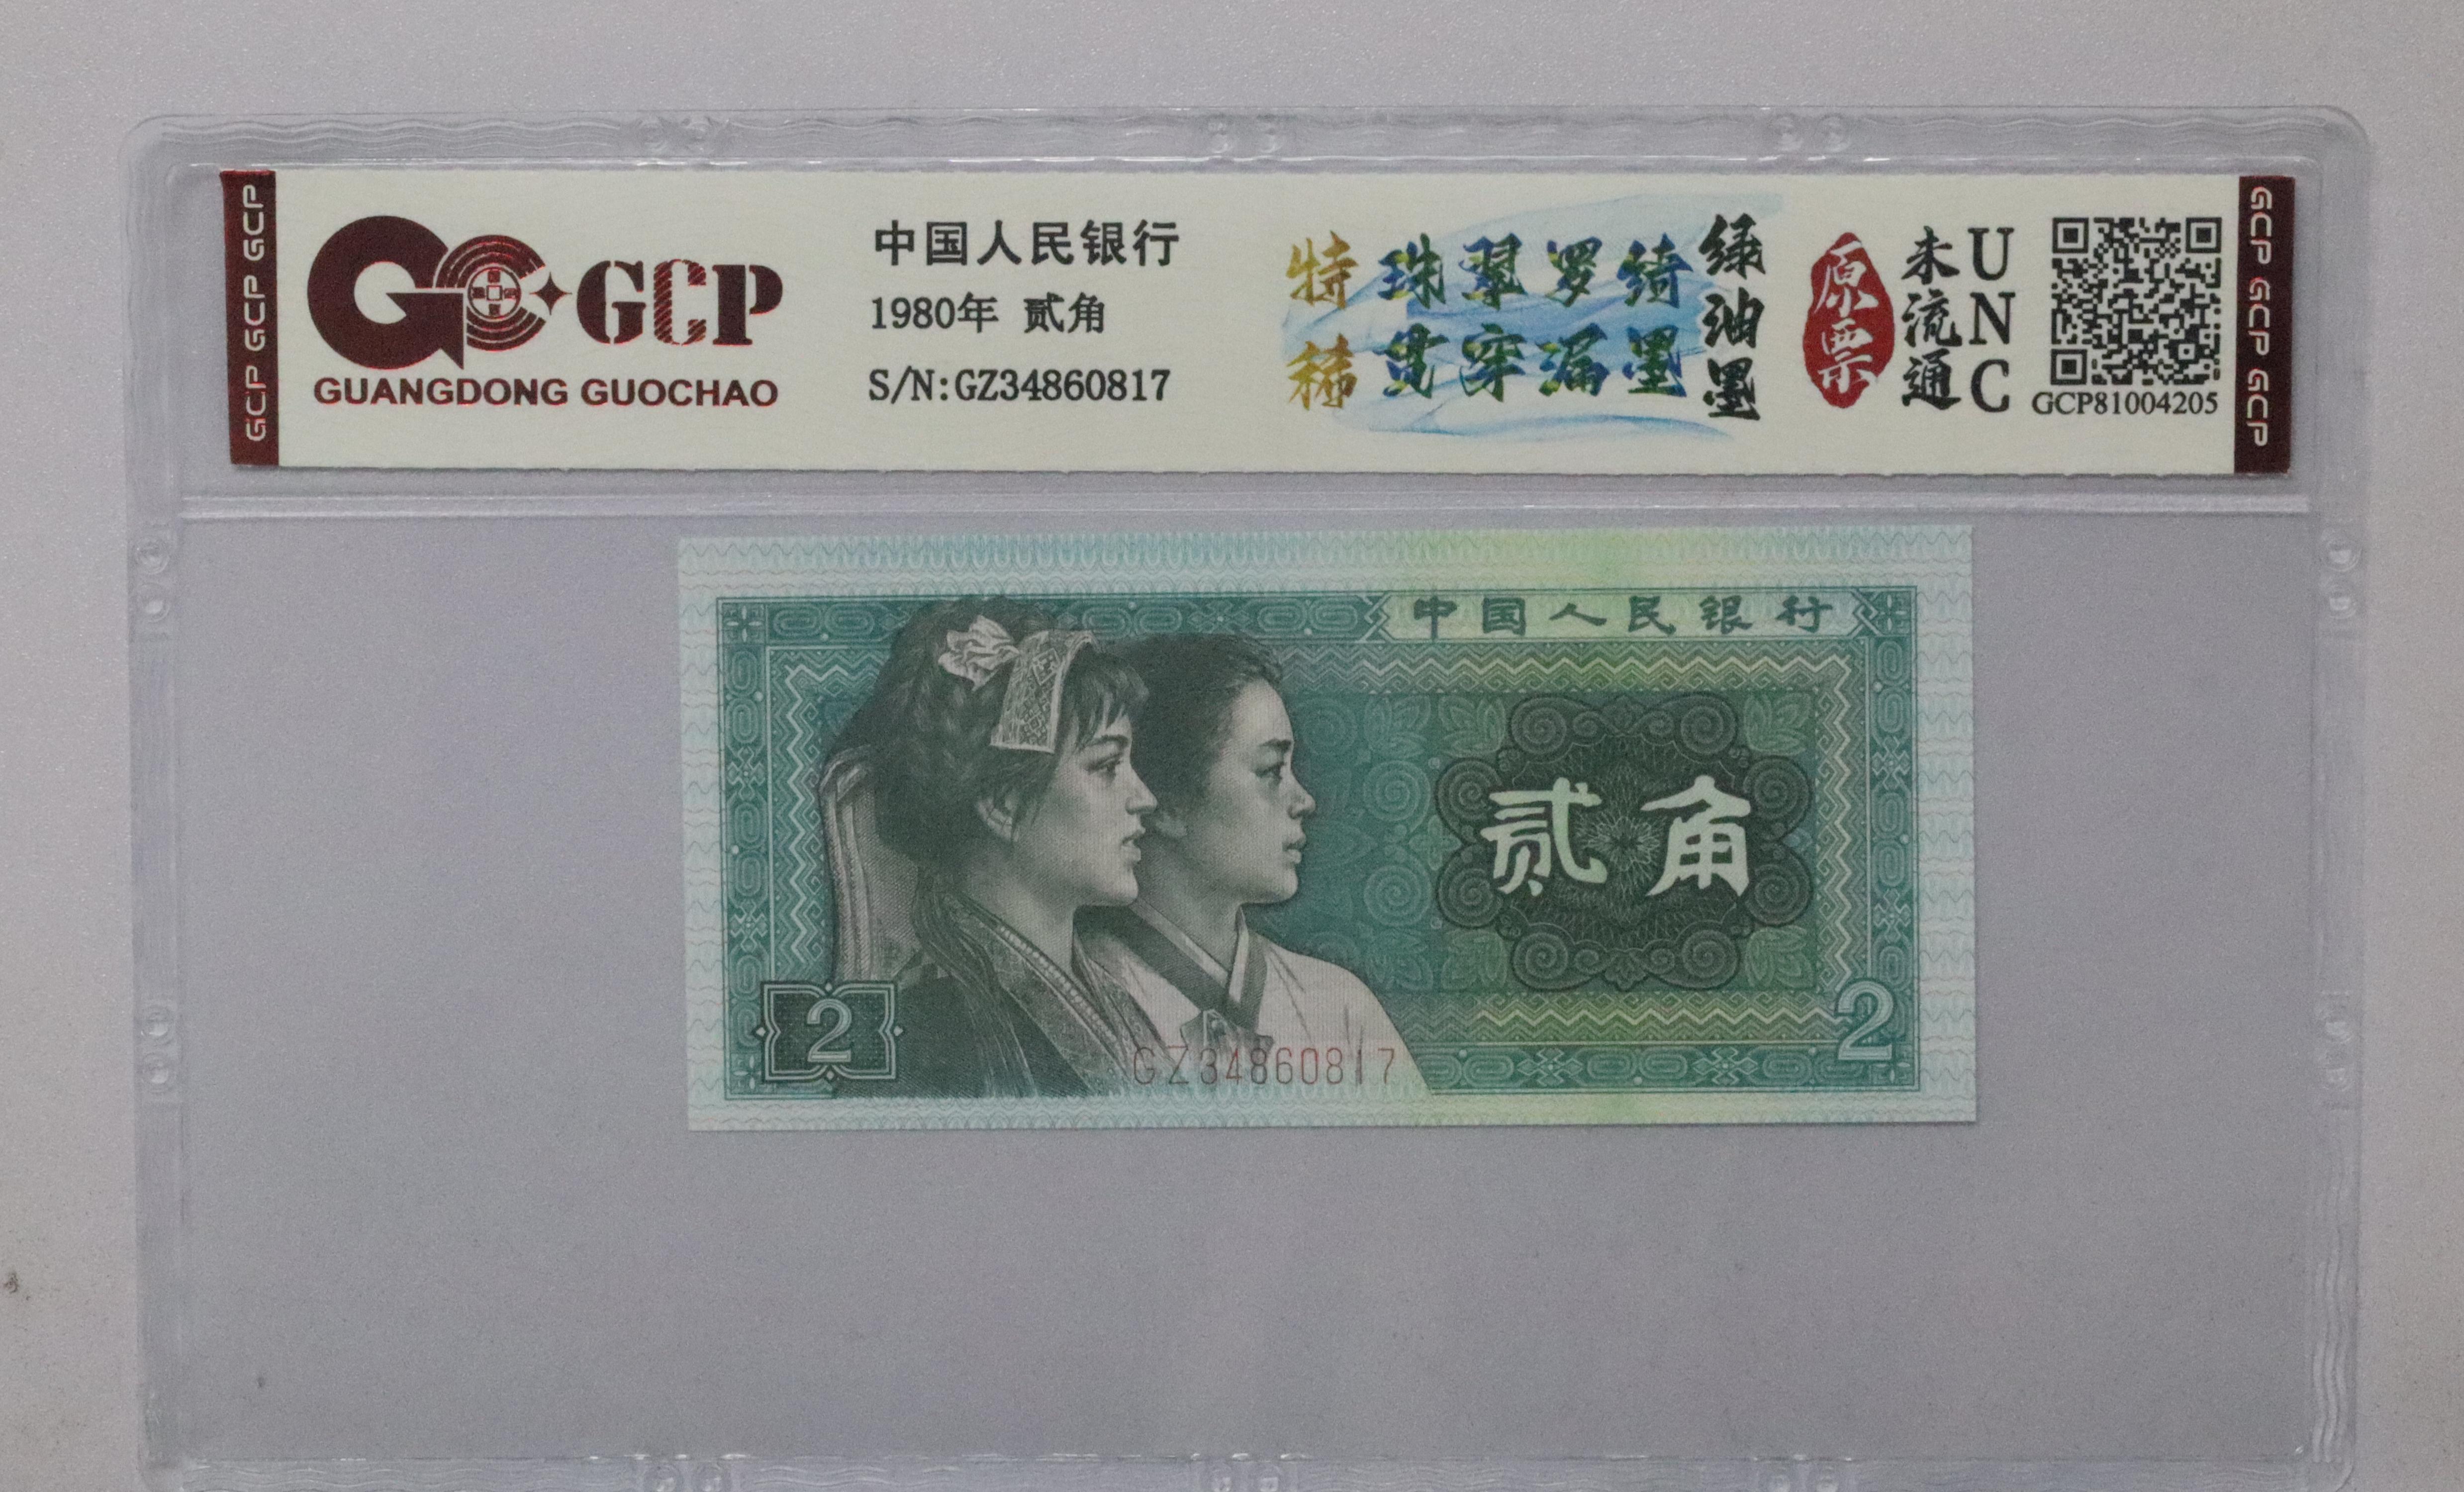 GCP GCP GCP
GCP
GUANGDONG GUOCHAO
中国人民银行
1980年 贰角
S/N:GZ34860817
特稀
珠翠罗绮
贯穿漏墨
绿油墨
原票
未流通
UNC
GCP81004205
GCP GCP GCP
中国人民银行
贰角
2
2
GZ34860817